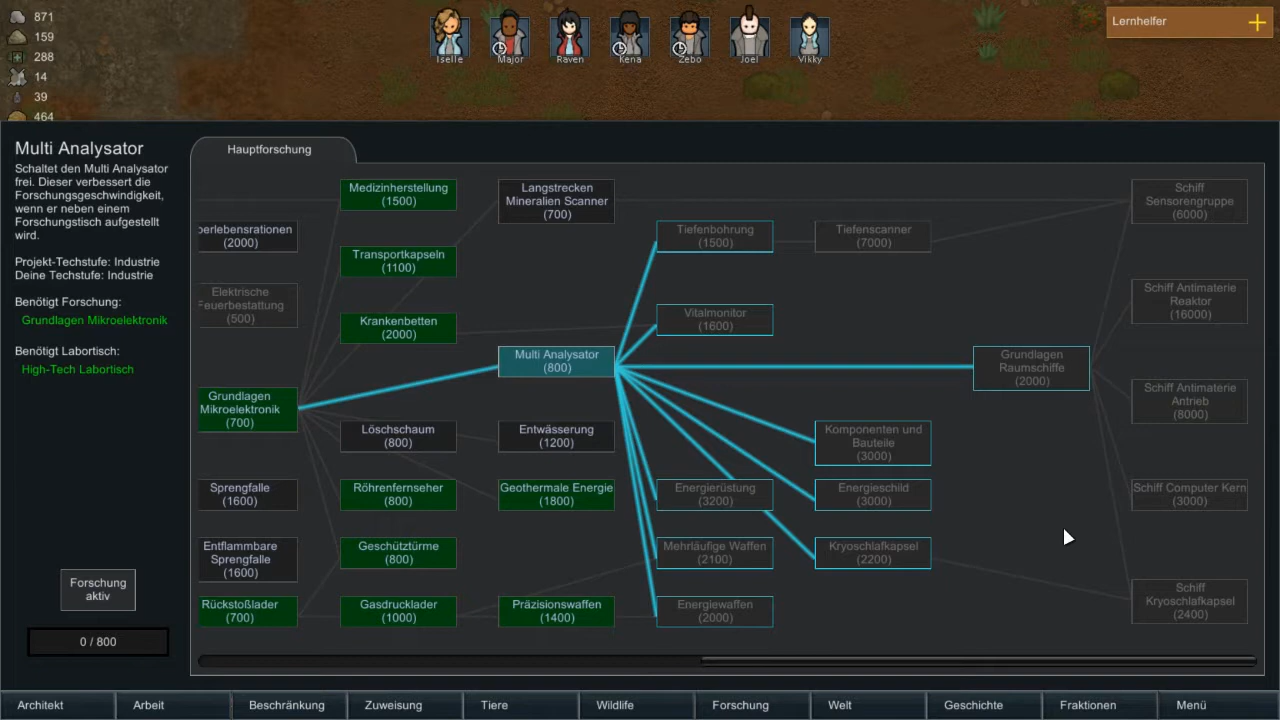 871
159
288
14
39
464
Iselle
Major
Raven
Kena
Zebo
Joel
Vikky
Lernhelfer
Multi Analysator
Schaltet den Multi Analysator
frei. Dieser verbessert die
Forschungsgeschwindigkeit,
wenn er neben einem
Forschungstisch aufgestellt
wird.
Projekt-Techstufe: Industrie
Deine Techstufe: Industrie
Benötigt Forschung:
Grundlagen Mikroelektronik
Benötigt Labortisch:
High-Tech Labortisch
Forschung
aktiv
0 / 800
Hauptforschung
berlebensrationen
(2000)
Elektrische
Feuerbestattung
(500)
Grundlagen
Mikroelektronik
(700)
Sprengfalle
(1600)
Entflammbare
Sprengfalle
(1600)
Rückstoßlader
(700)
Medizinherstellung
(1500)
Transportkapseln
(1100)
Krankenbetten
(2000)
Löschschaum
(800)
Röhrenfernseher
(800)
Geschütztürme
(800)
Gasdrucklader
(1000)
Langstrecken
Mineralien Scanner
(700)
Multi Analysator
(800)
Entwässerung
(1200)
Geothermale Energie
(1800)
Präzisionswaffen
(1400)
Tiefenbohrung
(1500)
Vitalmonitor
(1600)
Energierüstung
(3200)
Mehrläufige Waffen
(2100)
Energiewaffen
(2000)
Tiefenscanner
(7000)
Komponenten und
Bauteile
(3000)
Energieschild
(3000)
Kryoschlafkapsel
(2200)
Grundlagen
Raumschiffe
(2000)
Schiff
Sensorengruppe
(6000)
Schiff Antimaterie
Reaktor
(16000)
Schiff Antimaterie
Antrieb
(8000)
Schiff Computer Kern
(3000)
Schiff
Kryoschlafkapsel
(2400)
Architekt
Arbeit
Beschränkung
Zuweisung
Tiere
Wildlife
Forschung
Welt
Geschichte
Fraktionen
Menü